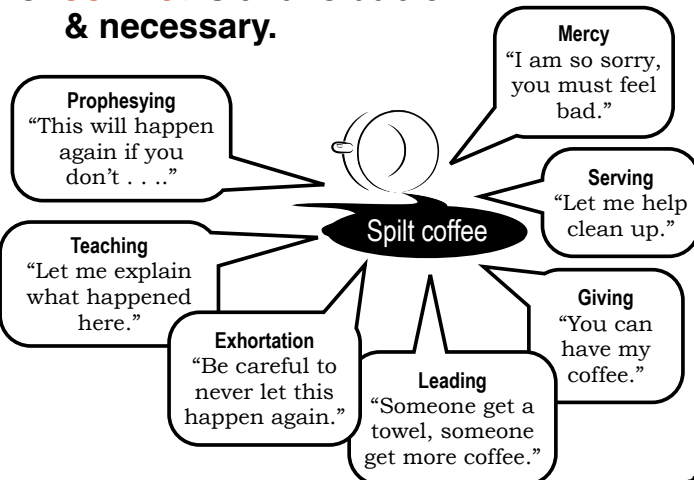 & necessary.
Mercy
“I am so sorry,
you must feel
bad.”
Prophesying
“This will happen
again if you
don’t . . ..”
Serving
“Let me help
clean up.”
Spilt coffee
Teaching
“Let me explain
what happened
here.”
Giving
“You can
have my
coffee.”
Exhortation
“Be careful to
never let this
happen again.”
Leading
“Someone get a
towel, someone
get more coffee.”